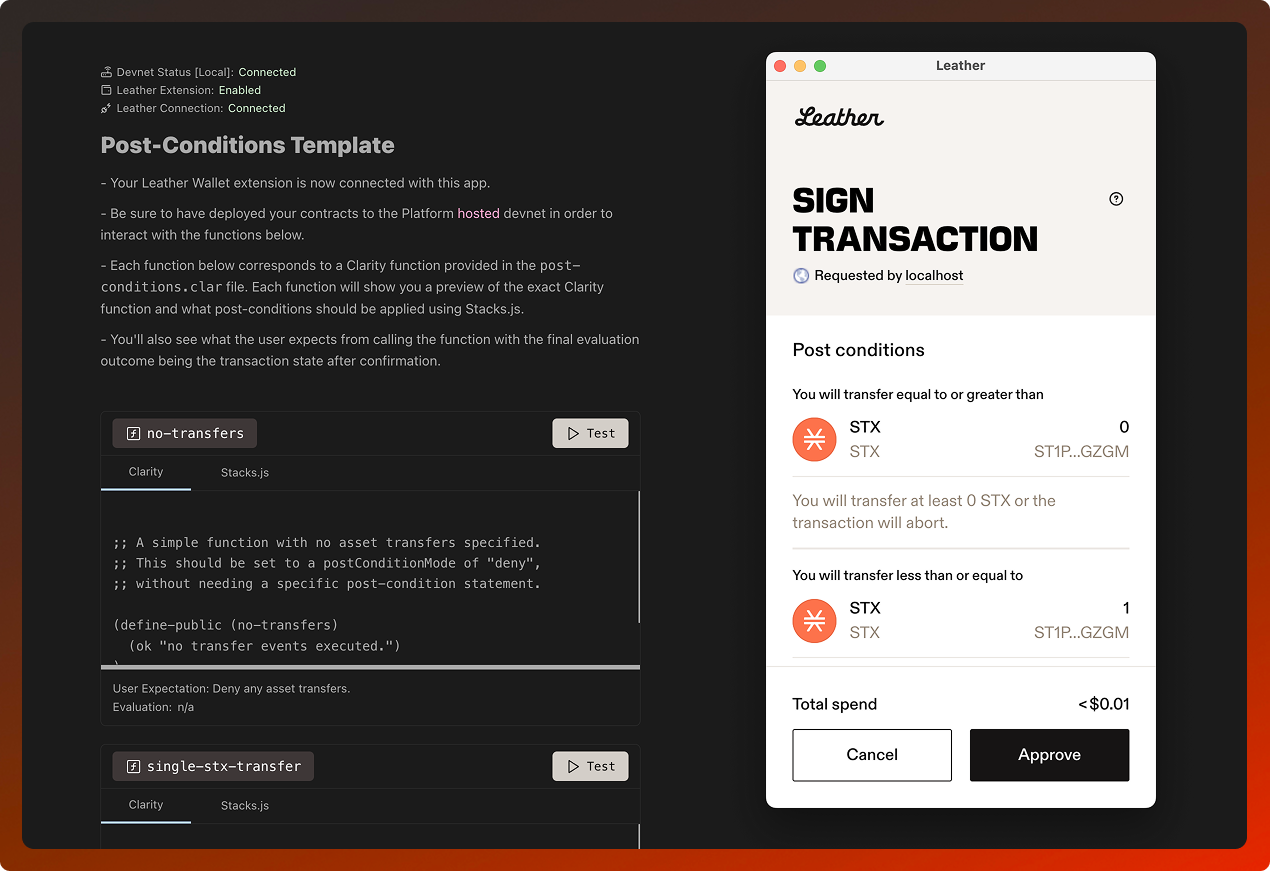 Devnet Status [Local]: Connected
Leather Extension: Enabled
Leather Connection: Connected
Post-Conditions Template
- Your Leather Wallet extension is now connected with this app.
- Be sure to have deployed your contracts to the Platform hosted devnet in order to
interact with the functions below.
- Each function below corresponds to a Clarity function provided in the post-
conditions.clar file. Each function will show you a preview of the exact Clarity
function and what post-conditions should be applied using Stacks.js.
- You'll also see what the user expects from calling the function with the final evaluation
outcome being the transaction state after confirmation.
no-transfers
Test
Clarity Stacks.js
;; A simple function with no asset transfers specified.
;; This should be set to a postConditionMode of "deny",
;; without needing a specific post-condition statement.
(define-public (no-transfers)
(ok "no transfer events executed.")
)
User Expectation: Deny any asset transfers.
Evaluation: n/a
single-stx-transfer
Test
Clarity Stacks.js
Leather
Leather
SIGN
TRANSACTION
Requested by localhost
Post conditions
You will transfer equal to or greater than
STX 0
STX ST1P...GZGM
You will transfer at least 0 STX or the
transaction will abort.
You will transfer less than or equal to
STX 1
STX ST1P...GZGM
Total spend <$0.01
Cancel Approve